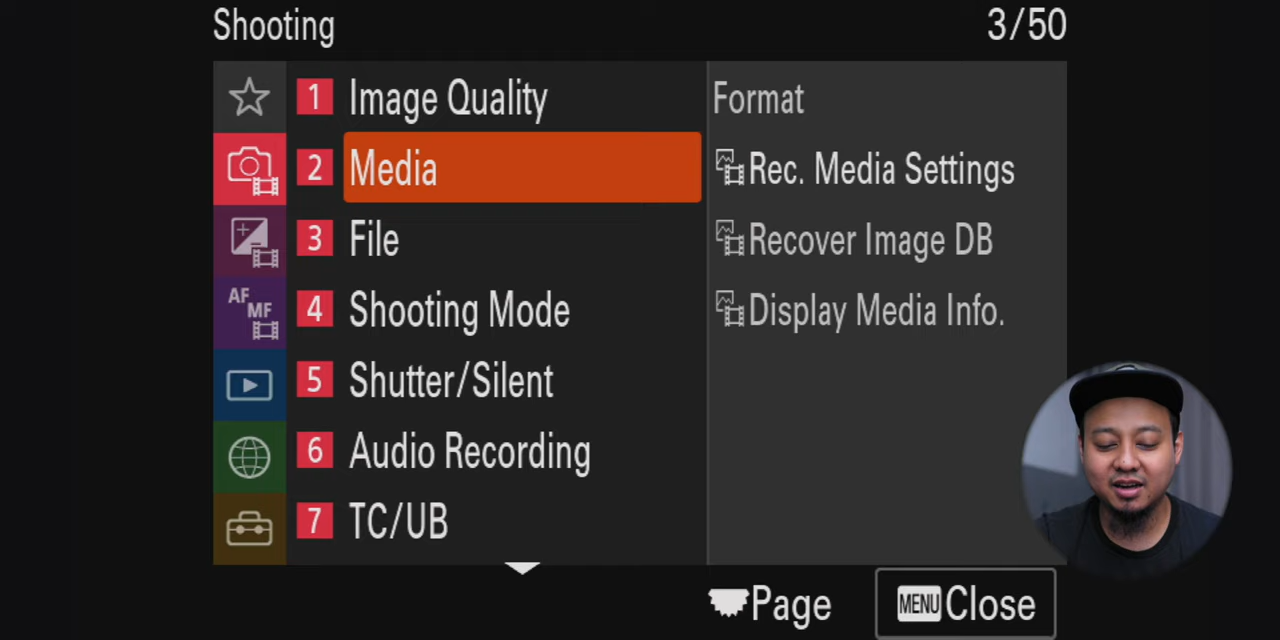 Shooting 3/50
1 Image Quality
2 Media
3 File
4 Shooting Mode
5 Shutter/Silent
6 Audio Recording
7 TC/UB
Format
Rec. Media Settings
Recover Image DB
Display Media Info.
AF
MF
Page
MENU Close